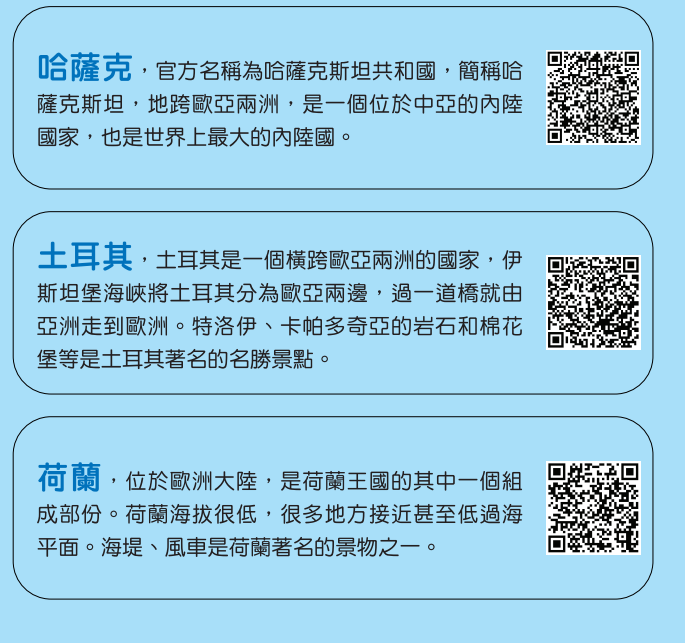 哈薩克，官方名稱為哈薩克斯坦共和國，簡稱哈
薩克斯坦，地跨歐亞兩洲，是一個位於中亞的內陸
國家，也是世界上最大的內陸國。
土耳其，土耳其是一個橫跨歐亞兩洲的國家，伊
斯坦堡海峽將土耳其分為歐亞兩邊，過一道橋就由
亞洲走到歐洲。特洛伊、卡帕多奇亞的岩石和棉花
堡等是土耳其著名的名勝景點。
荷蘭，位於歐洲大陸，是荷蘭王國的其中一個組
成部份。荷蘭海拔很低，很多地方接近甚至低過海
平面。海堤、風車是荷蘭著名的景物之一。